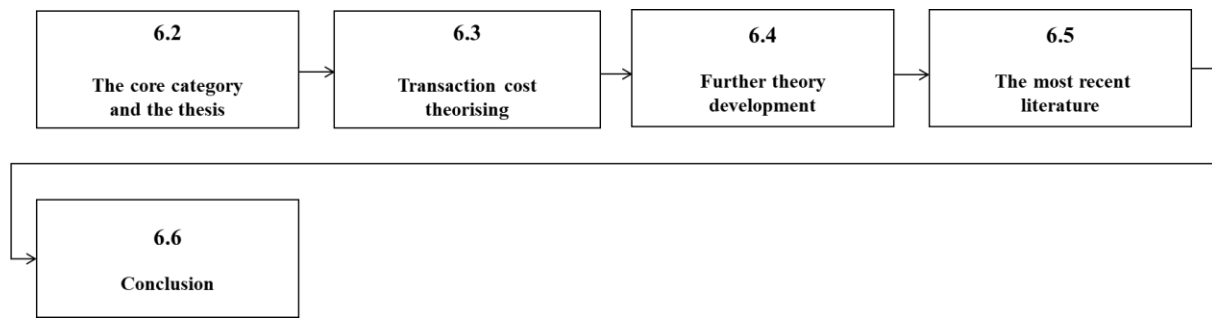 6.2
The core category
and the thesis
6.3
Transaction cost
theorising
6.4
Further theory
development
6.5
The most recent
literature
6.6
Conclusion